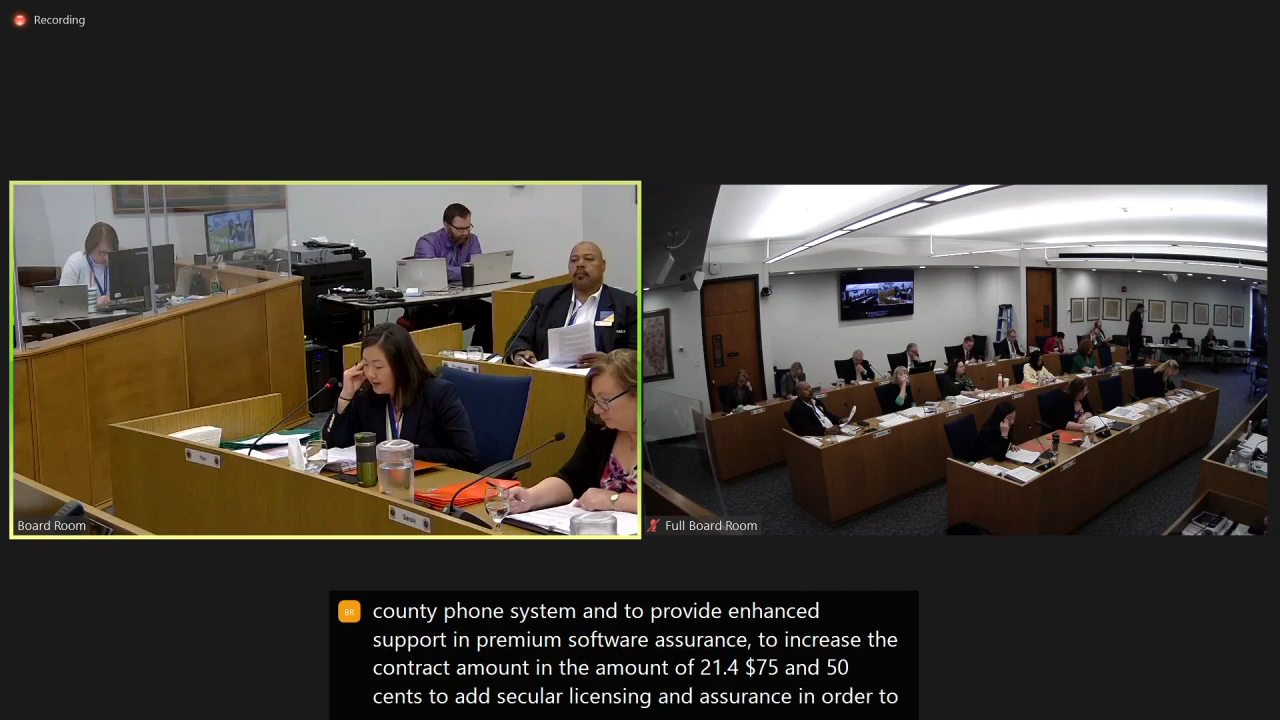 Recording
Board Room
Full Board Room
BR
county phone system and to provide enhanced
support in premium software assurance, to increase the
contract amount in the amount of 21.4 $75 and 50
cents to add secular licensing and assurance in order to